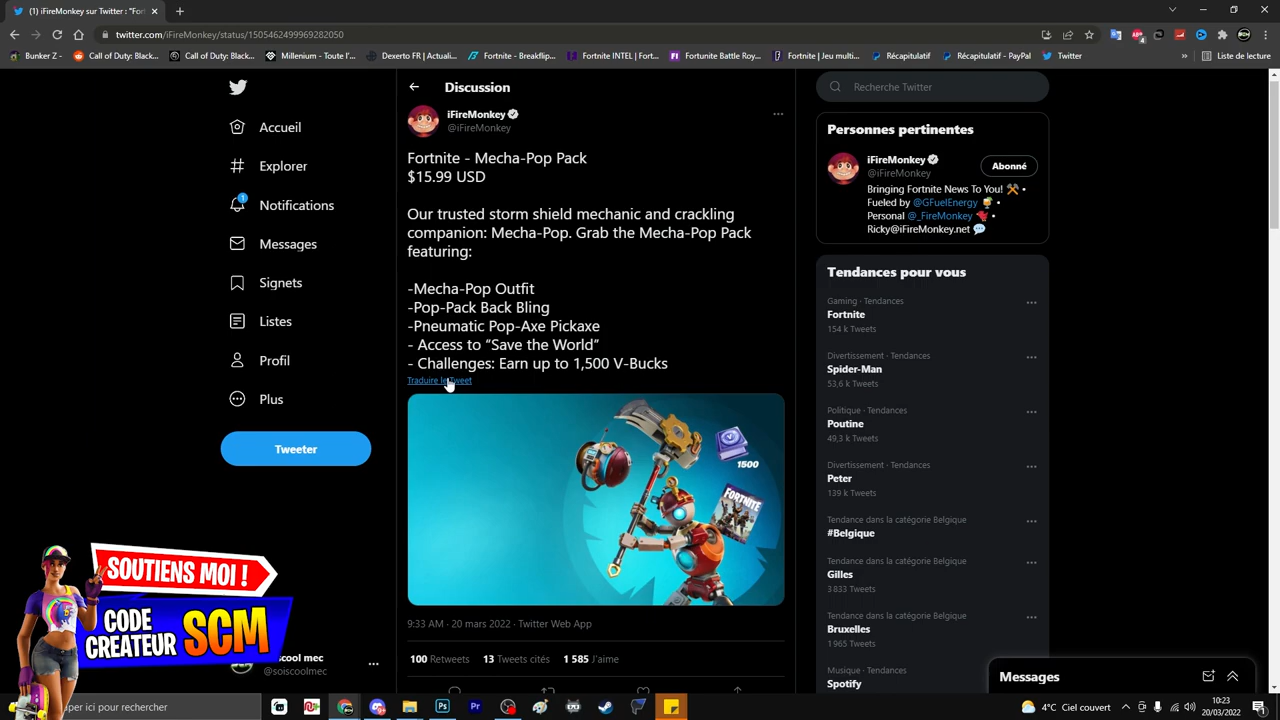 (1) iFireMonkey sur Twitter : "Fort
twitter.com/iFireMonkey/status/1505462499969282050
Bunker Z -
Call of Duty: Black...
Call of Duty: Black...
Millenium - Toute l'...
Dexerto FR | Actuali...
Fortnite - Breakflip...
Fortnite INTEL | Fort...
Fortunite Battle Roy...
Fortnite | Jeu multi...
Récapitulatif
Récapitulatif - PayPal
Twitter
»
Liste de lecture
Accueil
Explorer
1
Notifications
Messages
Signets
Listes
Profil
Plus
Tweeter
Discussion
iFireMonkey
@iFireMonkey
Fortnite - Mecha-Pop Pack
$15.99 USD
Our trusted storm shield mechanic and crackling
companion: Mecha-Pop. Grab the Mecha-Pop Pack
featuring:
-Mecha-Pop Outfit
-Pop-Pack Back Bling
-Pneumatic Pop-Axe Pickaxe
- Access to “Save the World”
- Challenges: Earn up to 1,500 V-Bucks
Traduire le Tweet
1500
FORTNITE
9:33 AM · 20 mars 2022 · Twitter Web App
100 Retweets 13 Tweets cités 1 585 J'aime
Recherche Twitter
Personnes pertinentes
iFireMonkey
@iFireMonkey
Abonné
Bringing Fortnite News To You! •
Fueled by @GFuelEnergy •
Personal @_FireMonkey •
Ricky@iFireMonkey.net
Tendances pour vous
Gaming · Tendances
Fortnite
154 k Tweets
Divertissement · Tendances
Spider-Man
53,6 k Tweets
Politique · Tendances
Poutine
49,3 k Tweets
Divertissement · Tendances
Peter
139 k Tweets
Tendance dans la catégorie Belgique
#Belgique
Tendance dans la catégorie Belgique
Gilles
3 833 Tweets
Tendance dans la catégorie Belgique
Bruxelles
1 965 Tweets
Musique · Tendances
Spotify
Messages
SOUTIENS MOI !
CODE
CREATEUR SCM
cool mec
@soiscoolmec
per ici pour rechercher
4°C Ciel couvert
10:23
20/03/2022